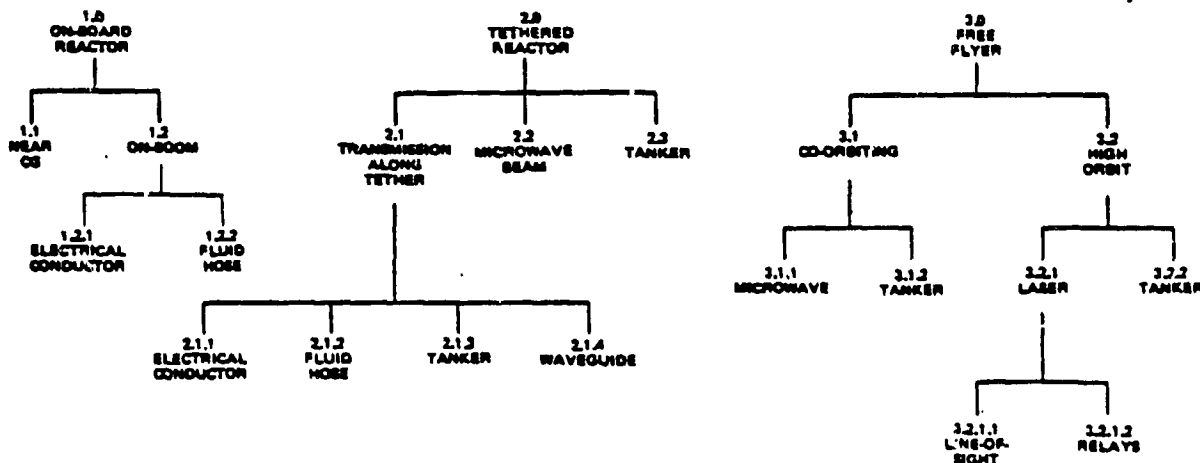 1.0
ON-BOARD
REACTOR
1.1
NEAR
CG
1.2
ON-BOOM
1.2.1
ELECTRICAL
CONDUCTOR
1.2.2
FLUID
HOSE
2.0
TETHERED
REACTOR
2.1
TRANSMISSION
ALONG
TETHER
2.2
MICROWAVE
BEAM
2.3
TANKER
2.1.1
ELECTRICAL
CONDUCTOR
2.1.2
FLUID
HOSE
2.1.3
TANKER
2.1.4
WAVEGUIDE
3.0
FREE
FLYER
3.1
CO-ORBITING
3.2
HIGH
ORBIT
3.1.1
MICROWAVE
3.1.2
TANKER
3.2.1
LASER
3.2.2
TANKER
3.2.1.1
LINE-OF-
SIGHT
3.2.1.2
RELAYS